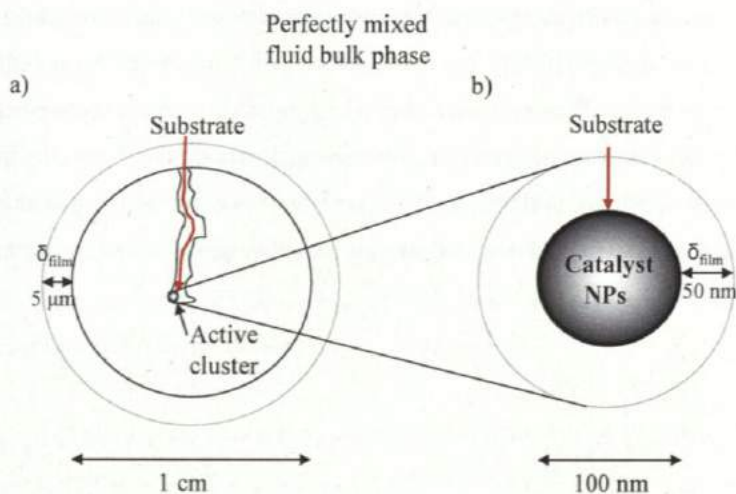 Perfectly mixed
fluid bulk phase
a)
b)
Substrate
Substrate
δfilm
5 μm
Active
cluster
Catalyst
NPs
δfilm
50 nm
1 cm
100 nm